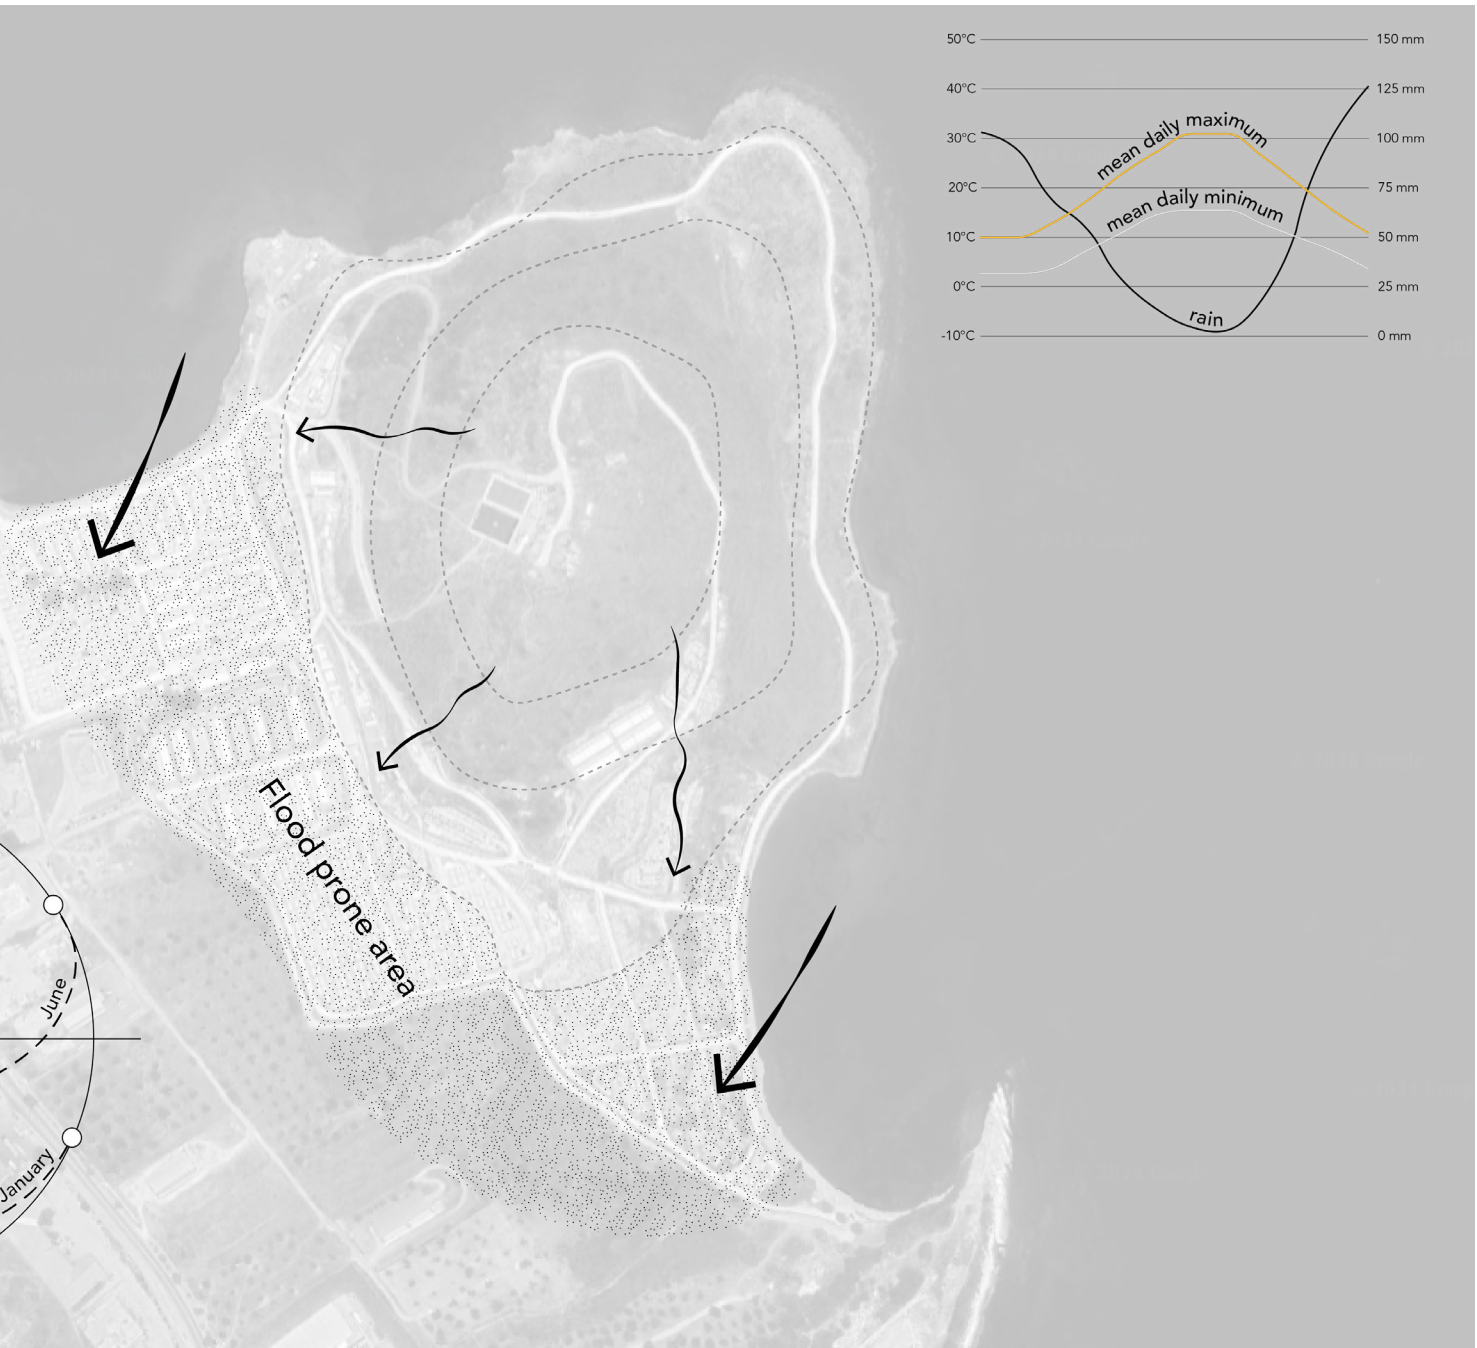 50°C
150 mm
40°C
125 mm
30°C
100 mm
20°C
75 mm
10°C
50 mm
0°C
25 mm
-10°C
0 mm
mean daily maximum
mean daily minimum
rain
Flood prone area
June
January